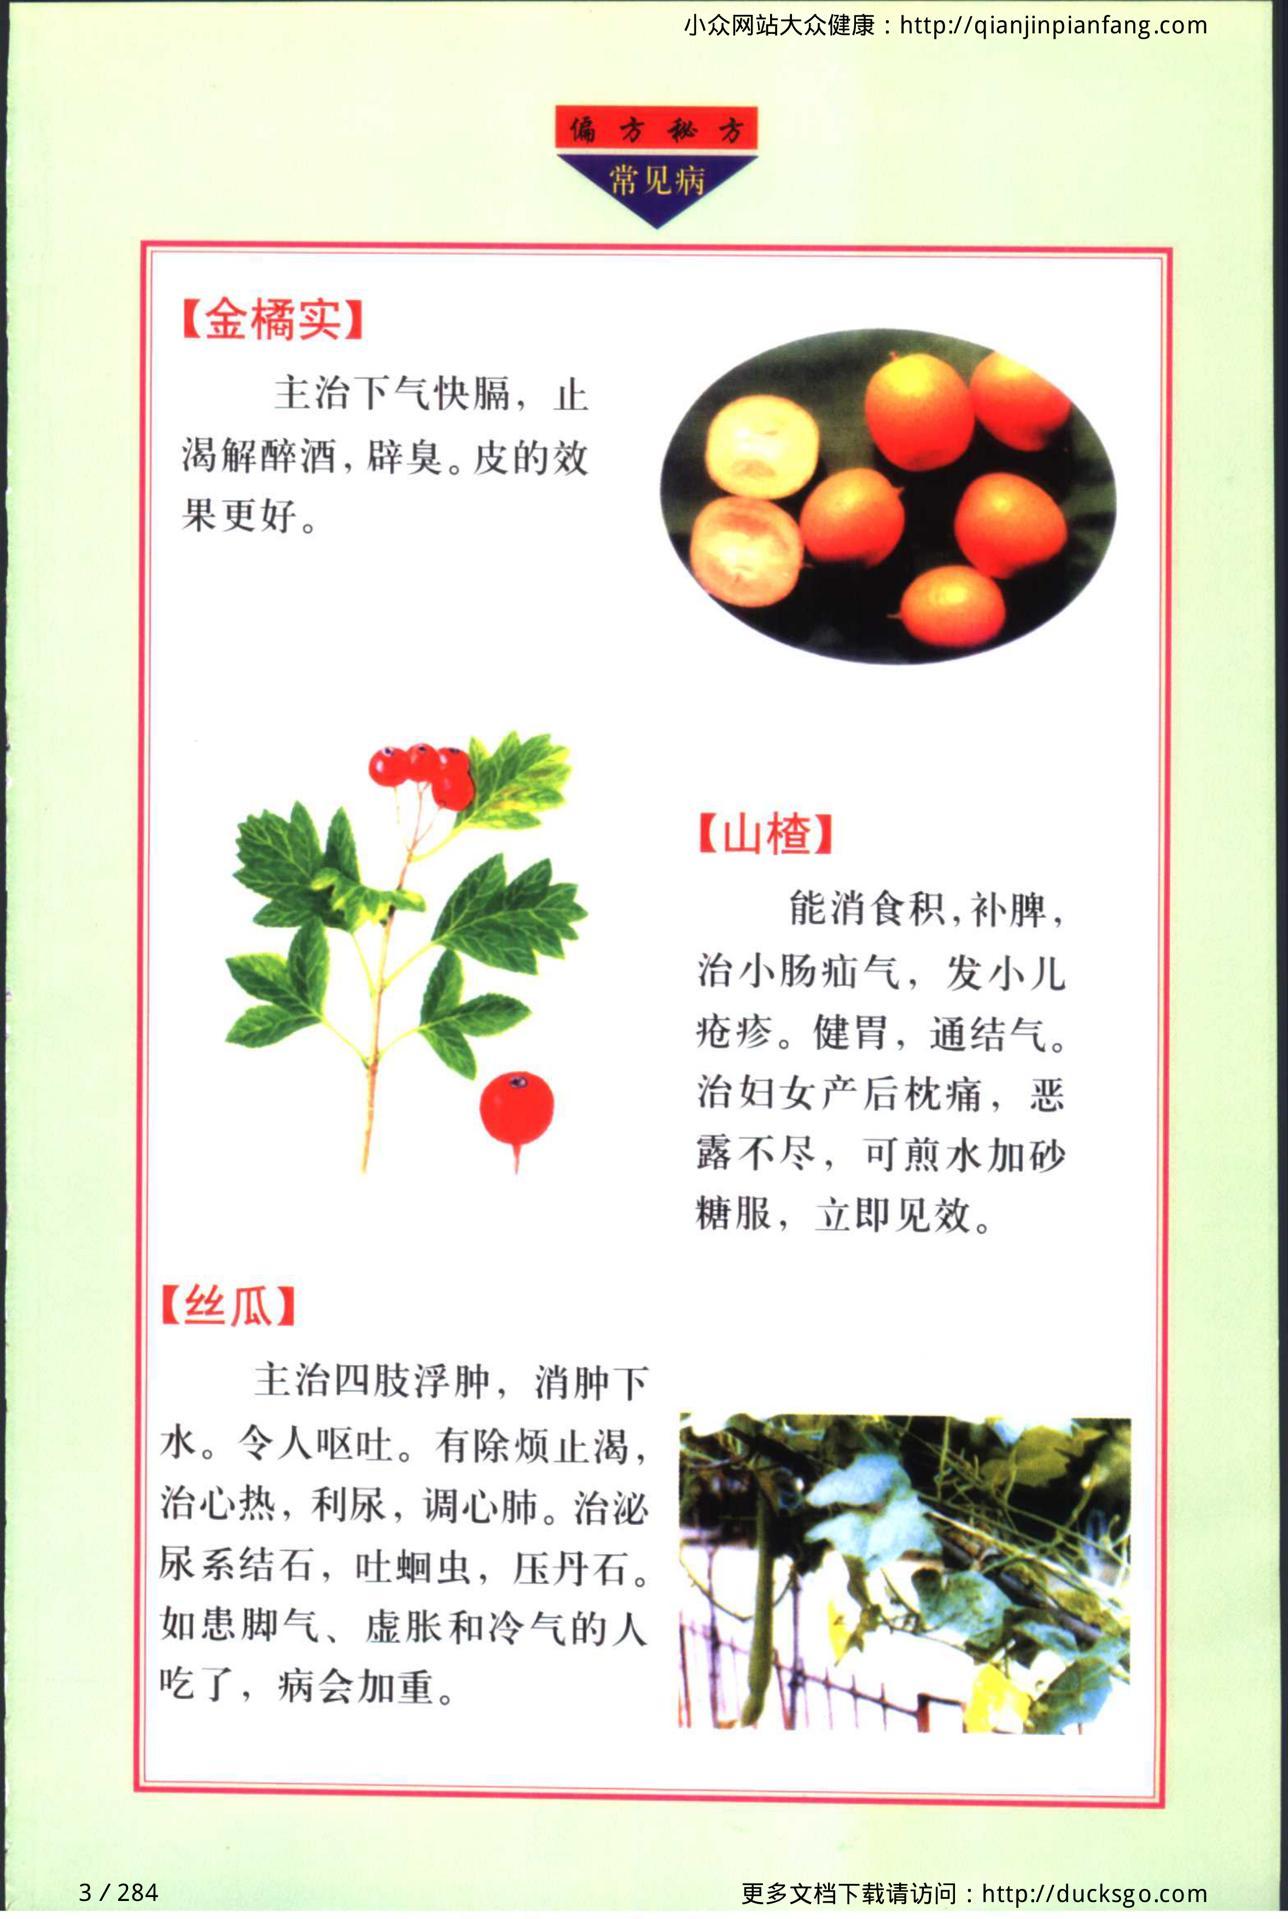 小众网站大众健康：http://qianjinpianfang.com
偏方秘方
常见病
【金橘实】
主治下气快膈，止
渴解醉酒，辟臭。皮的效
果更好。
【山楂】
能消食积，补脾，
治小肠疝气，发小儿
疮疹。健胃，通结气。
治妇女产后枕痛，恶
露不尽，可煎水加砂
糖服，立即见效。
【丝瓜】
主治四肢浮肿，消肿下
水。令人呕吐。有除烦止渴，
治心热，利尿，调心肺。治泌
尿系结石，吐蛔虫，压丹石。
如患脚气、虚胀和冷气的人
吃了，病会加重。
3 / 284
更多文档下载请访问：http://ducksgo.com